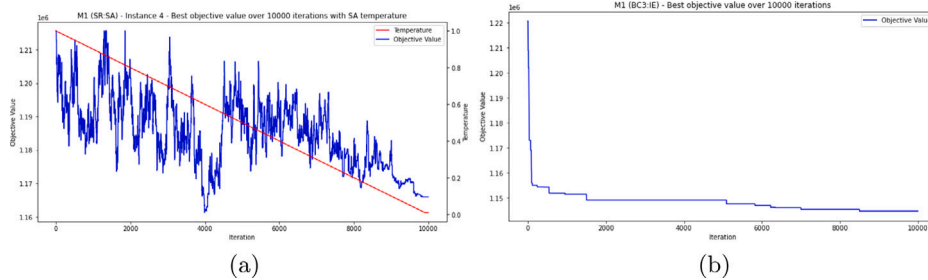 M1 (SR:SA) - Instance 4 - Best objective value over 10000 iterations with SA temperature
1e6
Temperature
Objective Value
1.21
1.20
1.19
1.18
1.17
1.16
Objective Value
1.0
0.8
0.6
0.4
0.2
0.0
Temperature
0
2000
4000
6000
8000
10000
Iteration
(a)
M1 (BC3:IE) - Best objective value over 10000 iterations
1e6
Objective Value
1.22
1.21
1.20
1.19
1.18
1.17
1.16
1.15
Objective Value
0
2000
4000
6000
8000
10000
Iteration
(b)